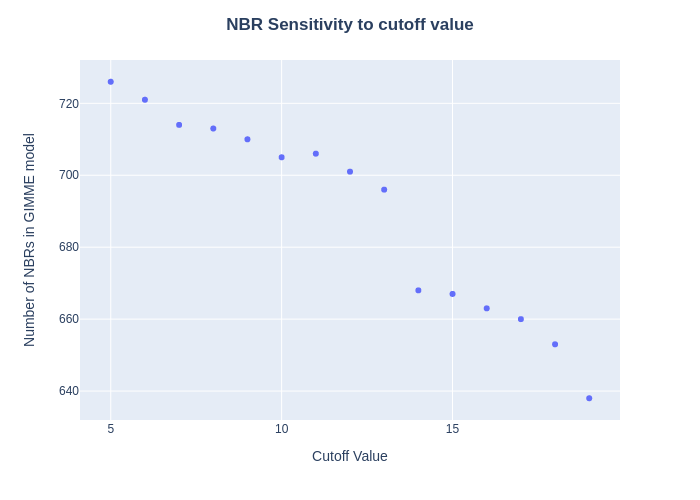 NBR Sensitivity to cutoff value
Number of NBRs in GIMME model
720
700
680
660
640
5
10
15
Cutoff Value